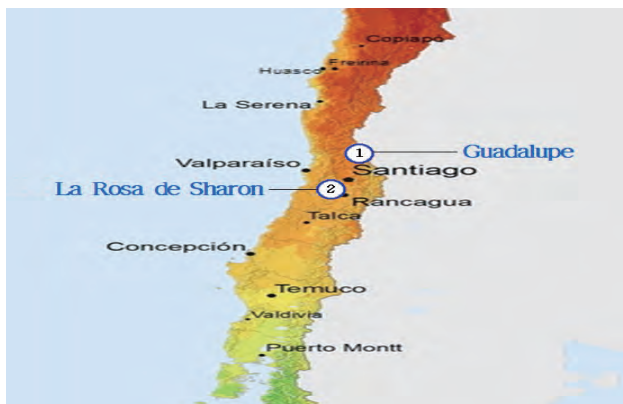 Copiapó
Freirina
Huasco
La Serena
1 Guadalupe
Valparaíso
Santiago
La Rosa de Sharon 2
Rancagua
Talca
Concepción
Temuco
Valdivia
Puerto Montt